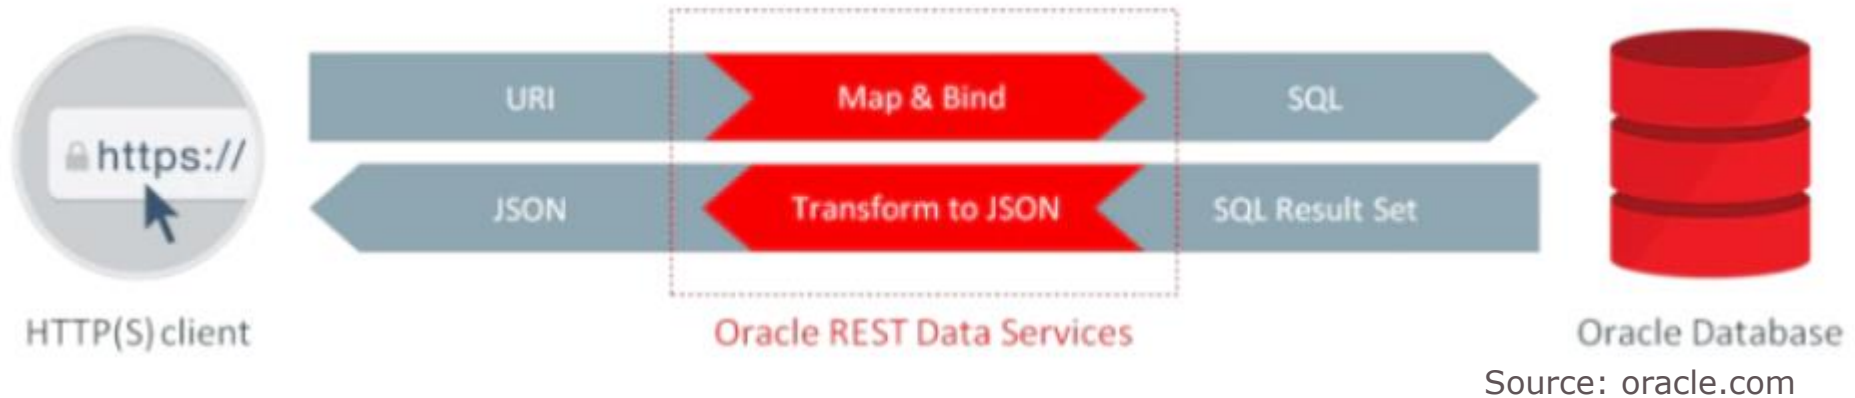 URI
Map & Bind
SQL
https://
JSON
Transform to JSON
SQL Result Set
HTTP(S) client
Oracle REST Data Services
Oracle Database
Source: oracle.com